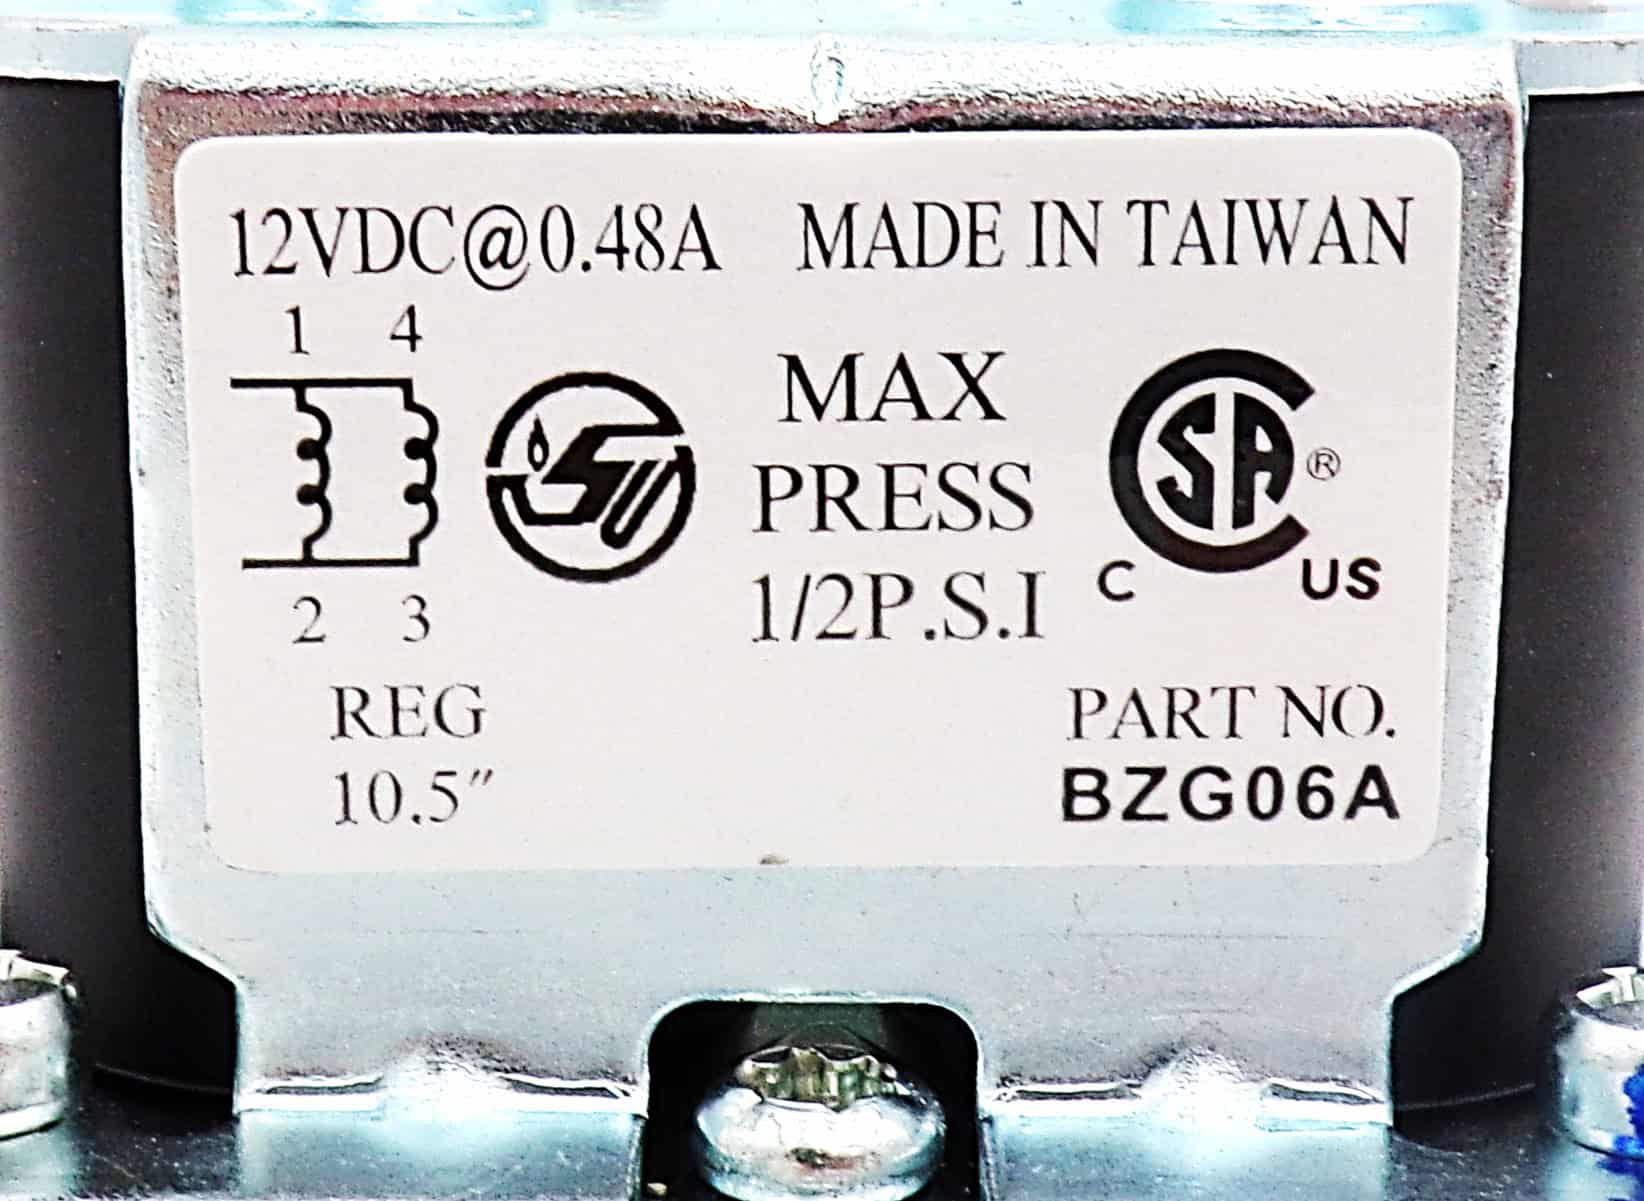 12VDC@0.48A MADE IN TAIWAN
1 4
MAX
PRESS
1/2P.S.I
SA ®
C US
2 3
REG
10.5″
PART NO.
BZG06A